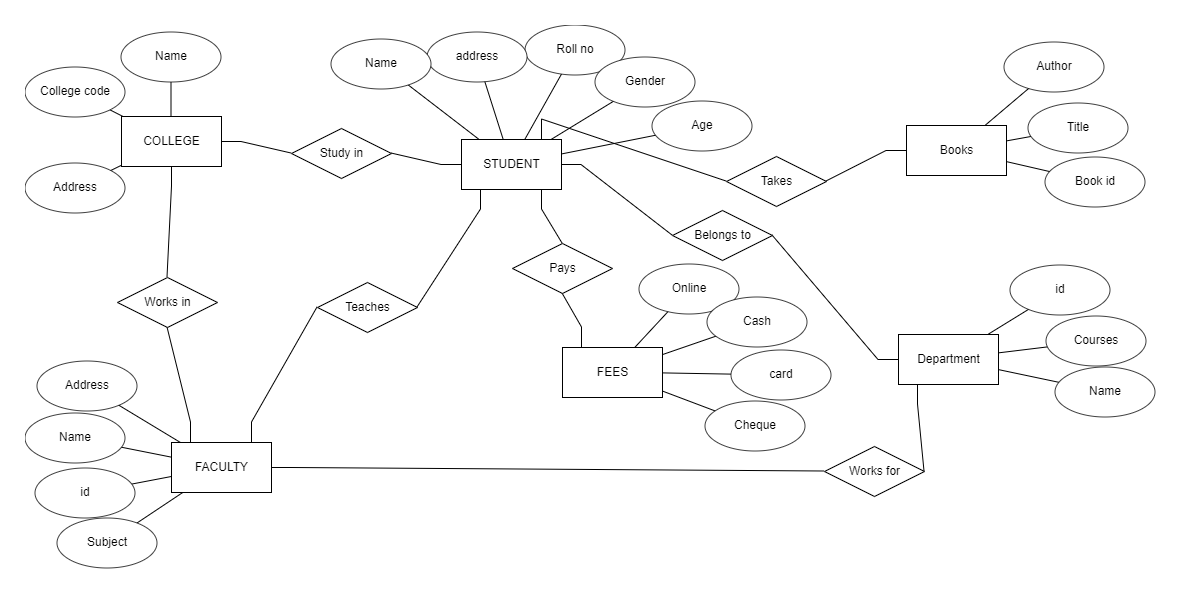 Name
College code
COLLEGE
Address
Study in
Name
address
Roll no
Gender
Age
STUDENT
Takes
Author
Title
Books
Book id
Belongs to
Pays
Works in
Teaches
Online
Cash
FEES
card
Cheque
id
Courses
Department
Name
Address
Name
FACULTY
id
Subject
Works for